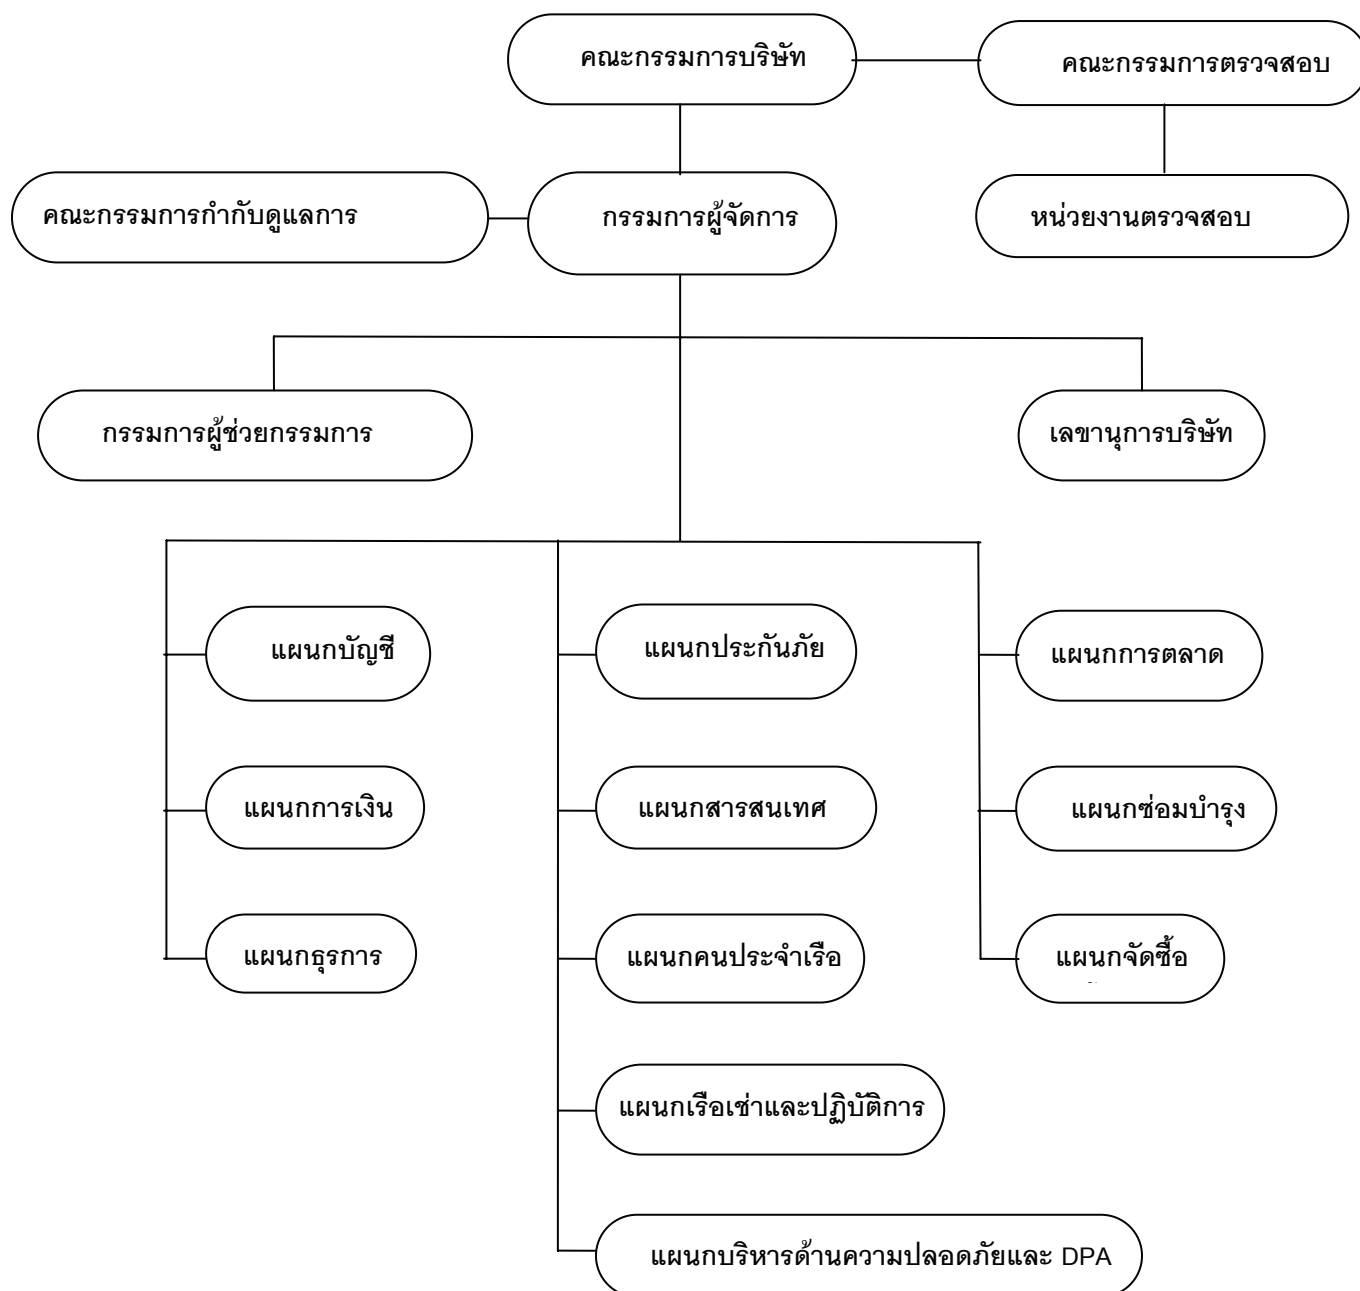 คณะกรรมการบริษัท
คณะกรรมการตรวจสอบ
คณะกรรมการกำกับดูแลการ
กรรมการผู้จัดการ
หน่วยงานตรวจสอบ
กรรมการผู้ช่วยกรรมการ
เลขานุการบริษัท
แผนกบัญชี
แผนกประกันภัย
แผนกการตลาด
แผนกการเงิน
แผนกสารสนเทศ
แผนกซ่อมบำรุง
แผนกธุรการ
แผนกคนประจำเรือ
แผนกจัดซื้อ
แผนกเรือเช่าและปฏิบัติการ
แผนกบริหารด้านความปลอดภัยและ DPA